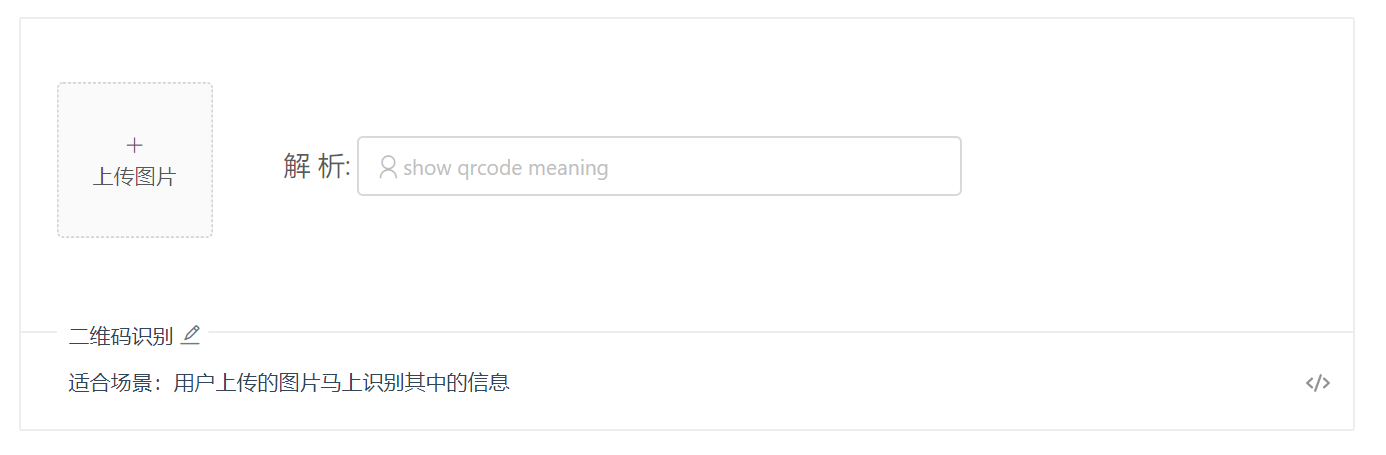 +
上传图片
解 析: show qrcode meaning
二维码识别
适合场景：用户上传的图片马上识别其中的信息
</>